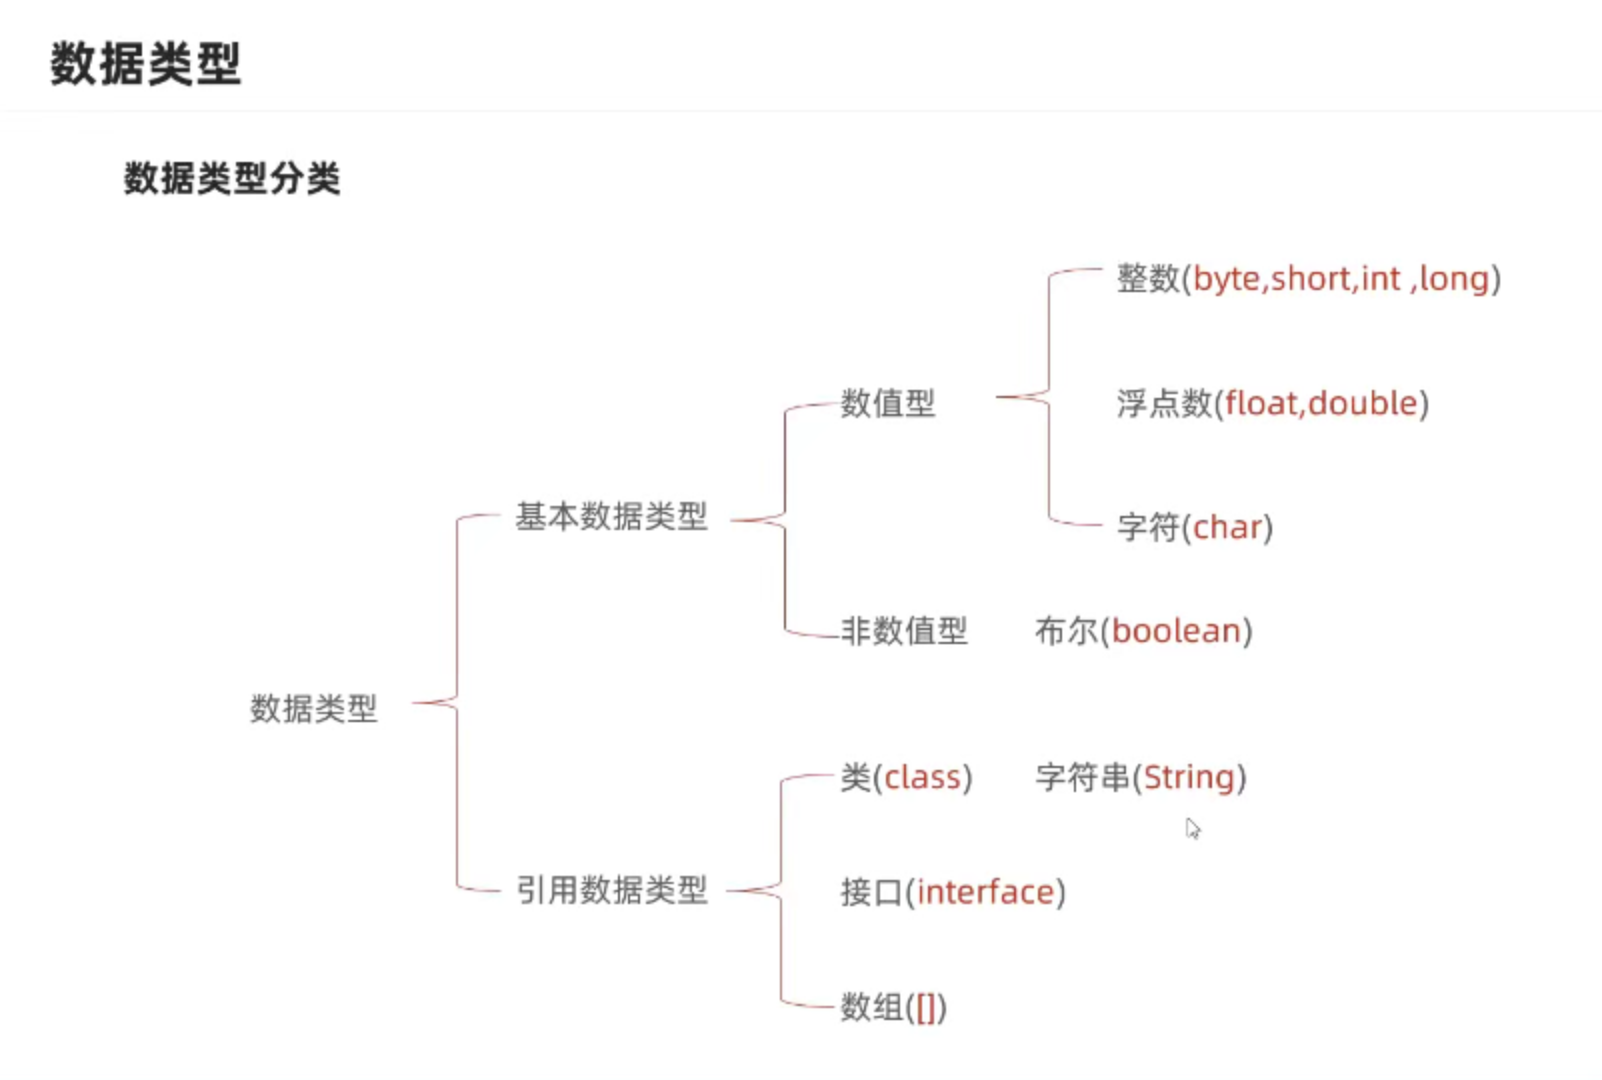 数据类型
数据类型分类
整数(byte,short,int ,long)
数值型
浮点数(float,double)
基本数据类型
字符(char)
非数值型
布尔(boolean)
数据类型
类(class)
字符串(String)
引用数据类型
接口(interface)
数组([])